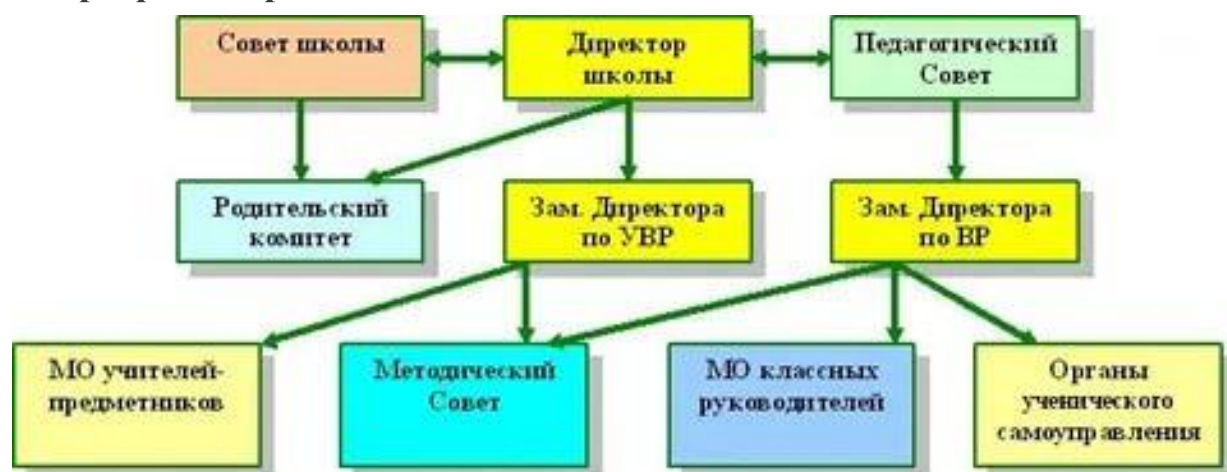 Совет школы
Директор
школы
Педагогический
Совет
Родительский
комитет
Зам. Директора
по УВР
Зам. Директора
по ВР
МО учителей-
предметников
Методический
Совет
МО классных
руководителей
Органы
ученического
самоуправления